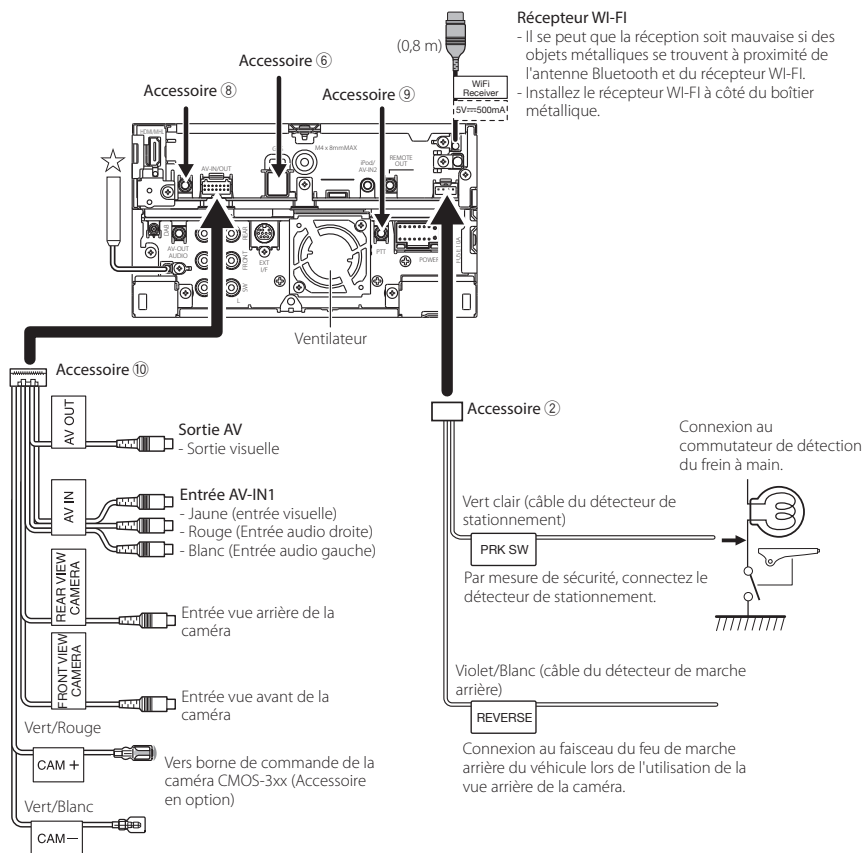 Récepteur WI-FI
- Il se peut que la réception soit mauvaise si des
objets métalliques se trouvent à proximité de
l'antenne Bluetooth et du récepteur WI-FI.
- Installez le récepteur WI-FI à côté du boîtier
métallique.
(0,8 m)
WiFi
Receiver
5V⎓500mA
Accessoire ⑥
Accessoire ⑧
Accessoire ⑨
HDMI/MHL
AV-IN/OUT
M4 x 8mmMAX
iPod/
AV-IN2
REMOTE
OUT
DAB
AV-OUT
AUDIO
REAR
FRONT
SW
L
EXT
I/F
PTT
POWER
FUSE10A
Ventilateur
Accessoire ⑩
AV OUT
Sortie AV
- Sortie visuelle
AV IN
Entrée AV-IN1
- Jaune (entrée visuelle)
- Rouge (Entrée audio droite)
- Blanc (Entrée audio gauche)
REAR VIEW
CAMERA
Entrée vue arrière de la
caméra
FRONT VIEW
CAMERA
Entrée vue avant de la
caméra
Vert/Rouge
CAM +
Vers borne de commande de la
caméra CMOS-3xx (Accessoire
en option)
Vert/Blanc
CAM —
Accessoire ②
Connexion au
commutateur de détection
du frein à main.
Vert clair (câble du détecteur de
stationnement)
PRK SW
Par mesure de sécurité, connectez le
détecteur de stationnement.
Violet/Blanc (câble du détecteur de marche
arrière)
REVERSE
Connexion au faisceau du feu de marche
arrière du véhicule lors de l'utilisation de la
vue arrière de la caméra.